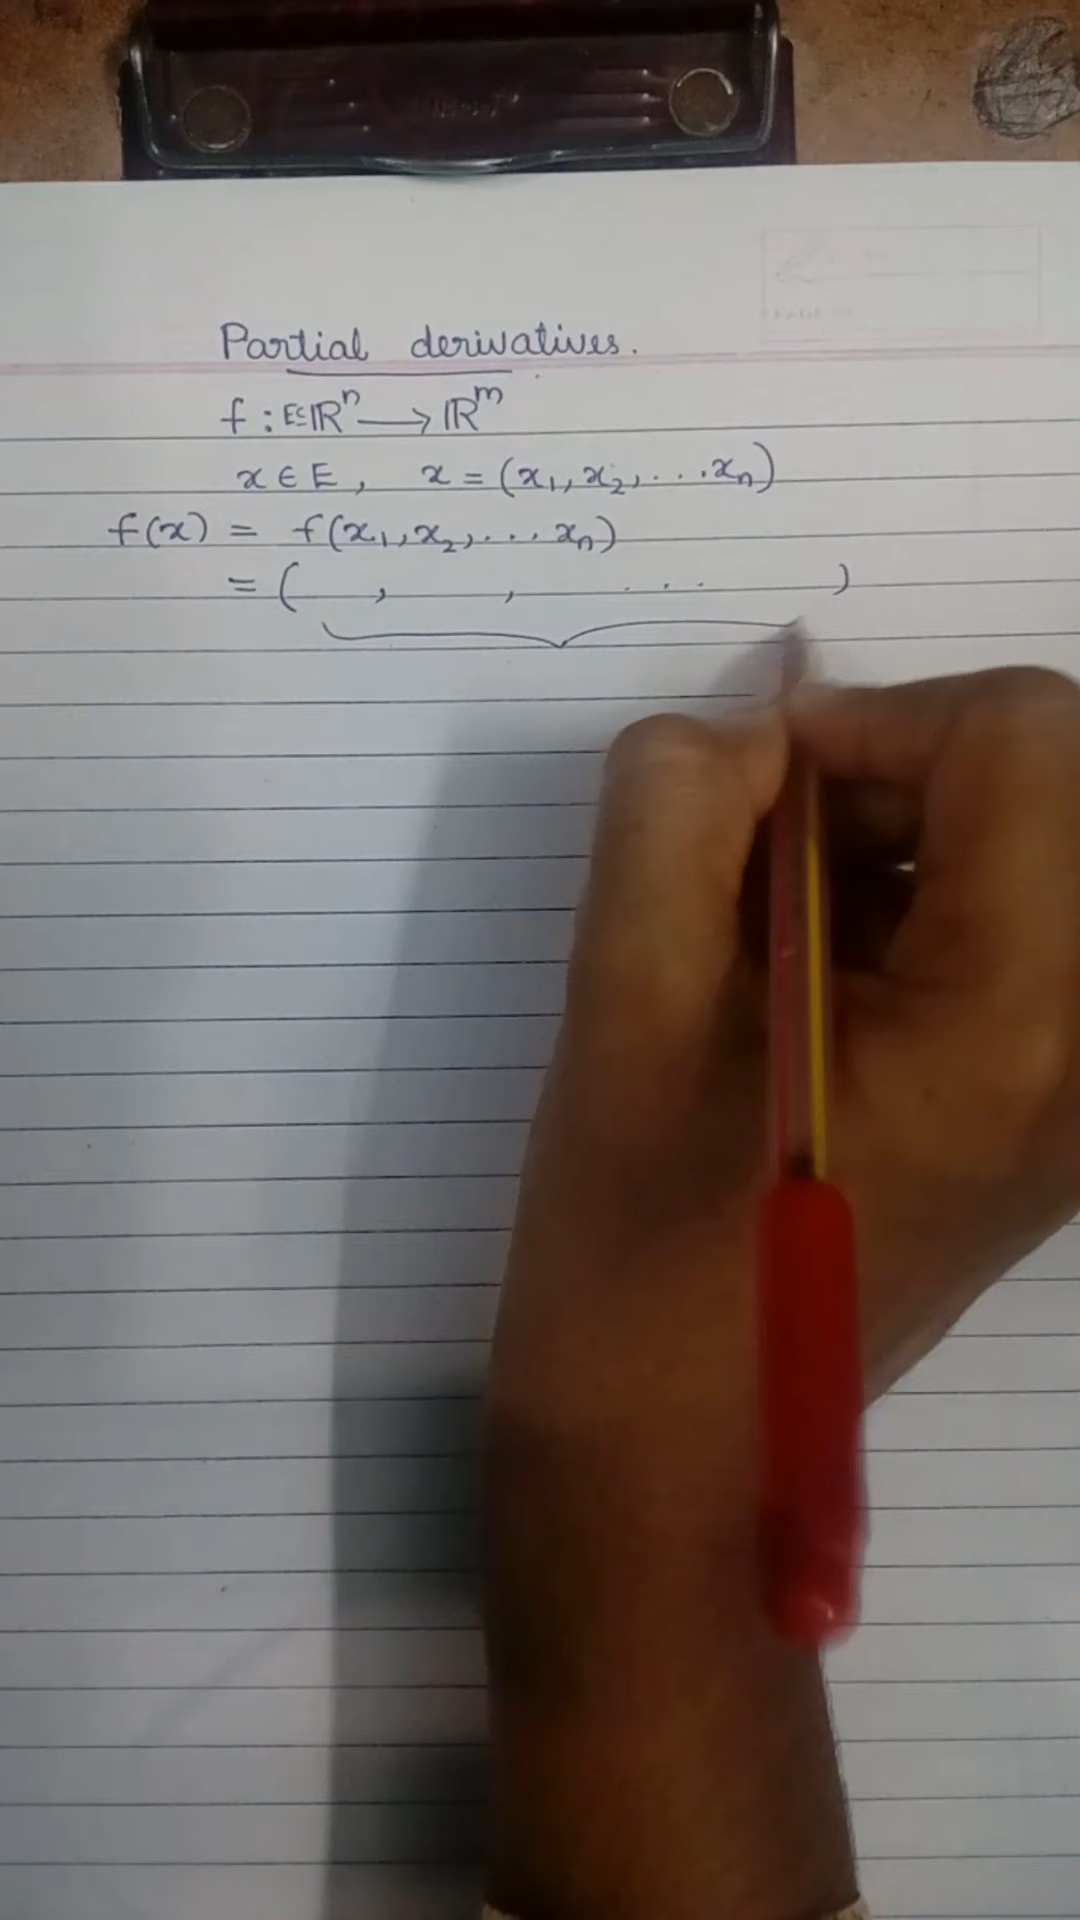 Partial derivatives.
f : E⊆ℝⁿ ⟶ ℝᵐ
x ∈ E, x = (x₁, x₂, ... xₙ)
f(x) = f(x₁, x₂, ... xₙ)
= ( , , ... )